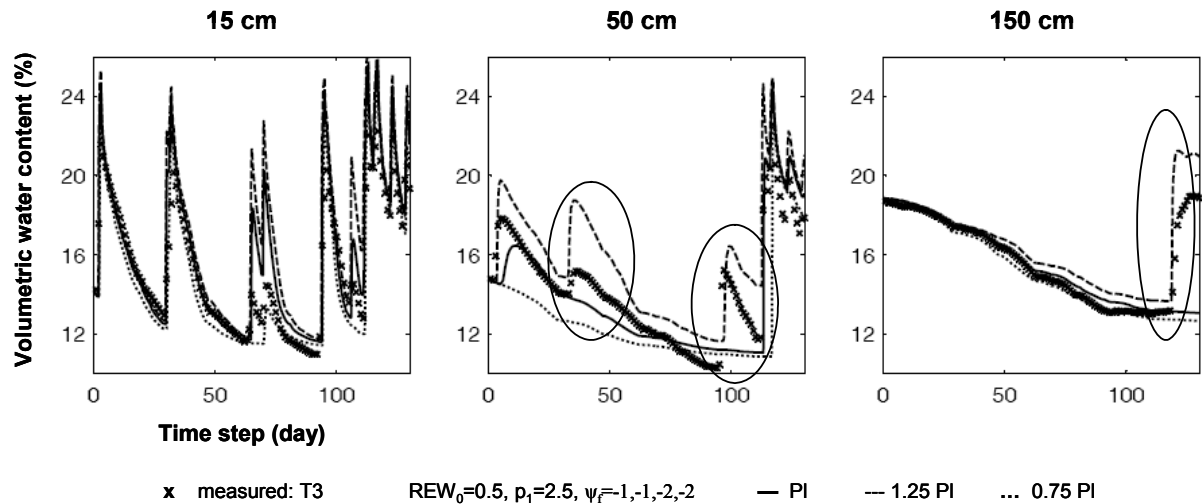 15 cm 50 cm 150 cm
Volumetric water content (%)
24 24 24
20 20 20
16 16 16
12 12 12
0 50 100 0 50 100 0 50 100
Time step (day)
x measured: T3 REW₀=0.5, p₁=2.5, ψf=-1,-1,-2,-2 — PI --- 1.25 PI ... 0.75 PI